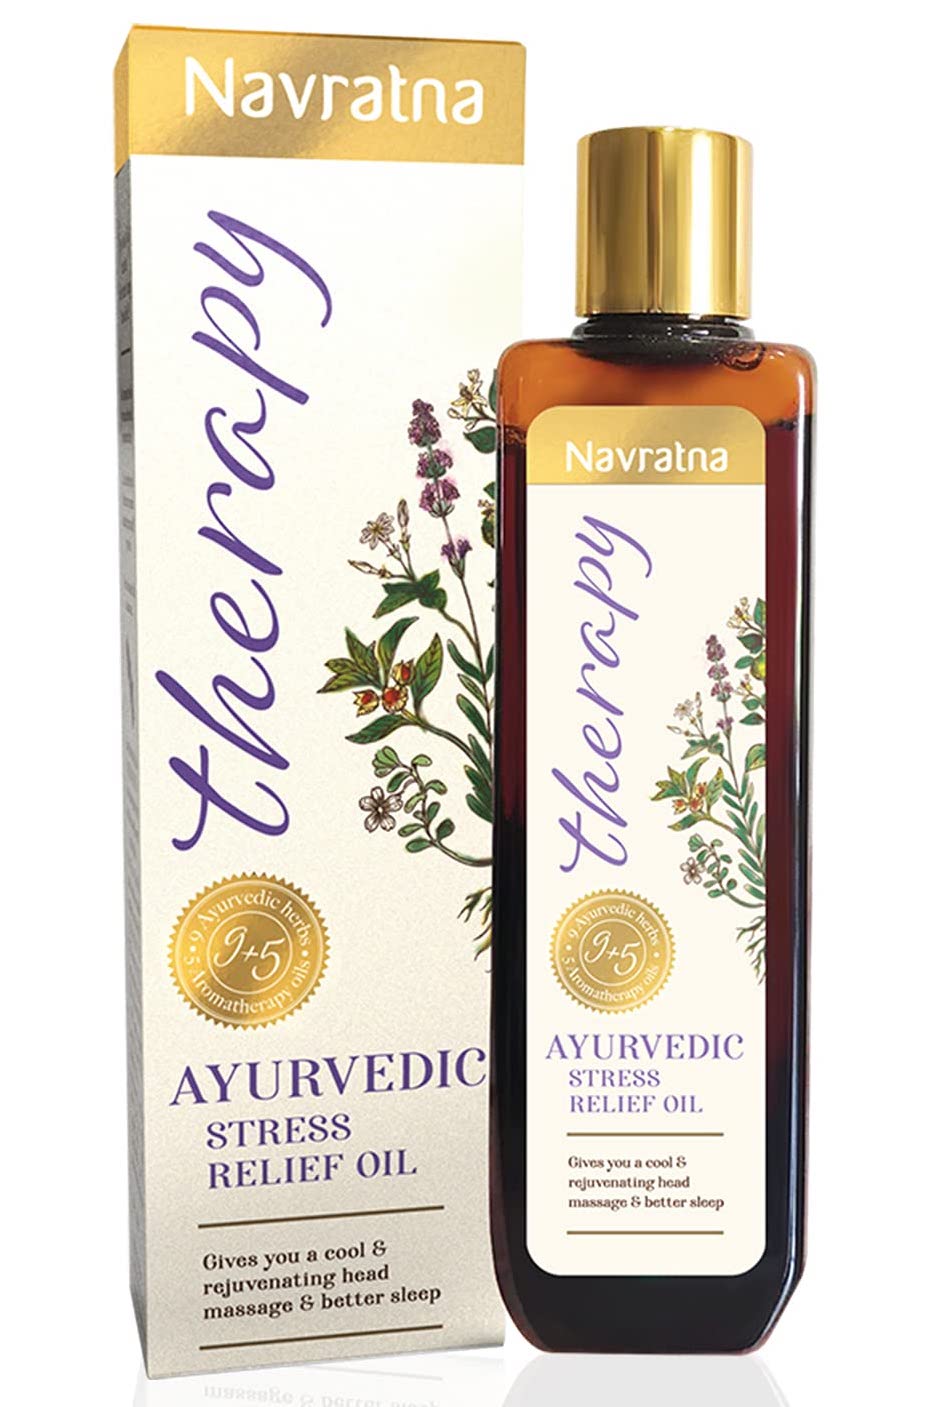 Navratna
therapy
9 Ayurvedic herbs
9+5
5 Aromatherapy oils
AYURVEDIC
STRESS
RELIEF OIL
Gives you a cool &
rejuvenating head
massage & better sleep
Navratna
therapy
9 Ayurvedic herbs
9+5
5 Aromatherapy oils
AYURVEDIC
STRESS
RELIEF OIL
Gives you a cool &
rejuvenating head
massage & better sleep